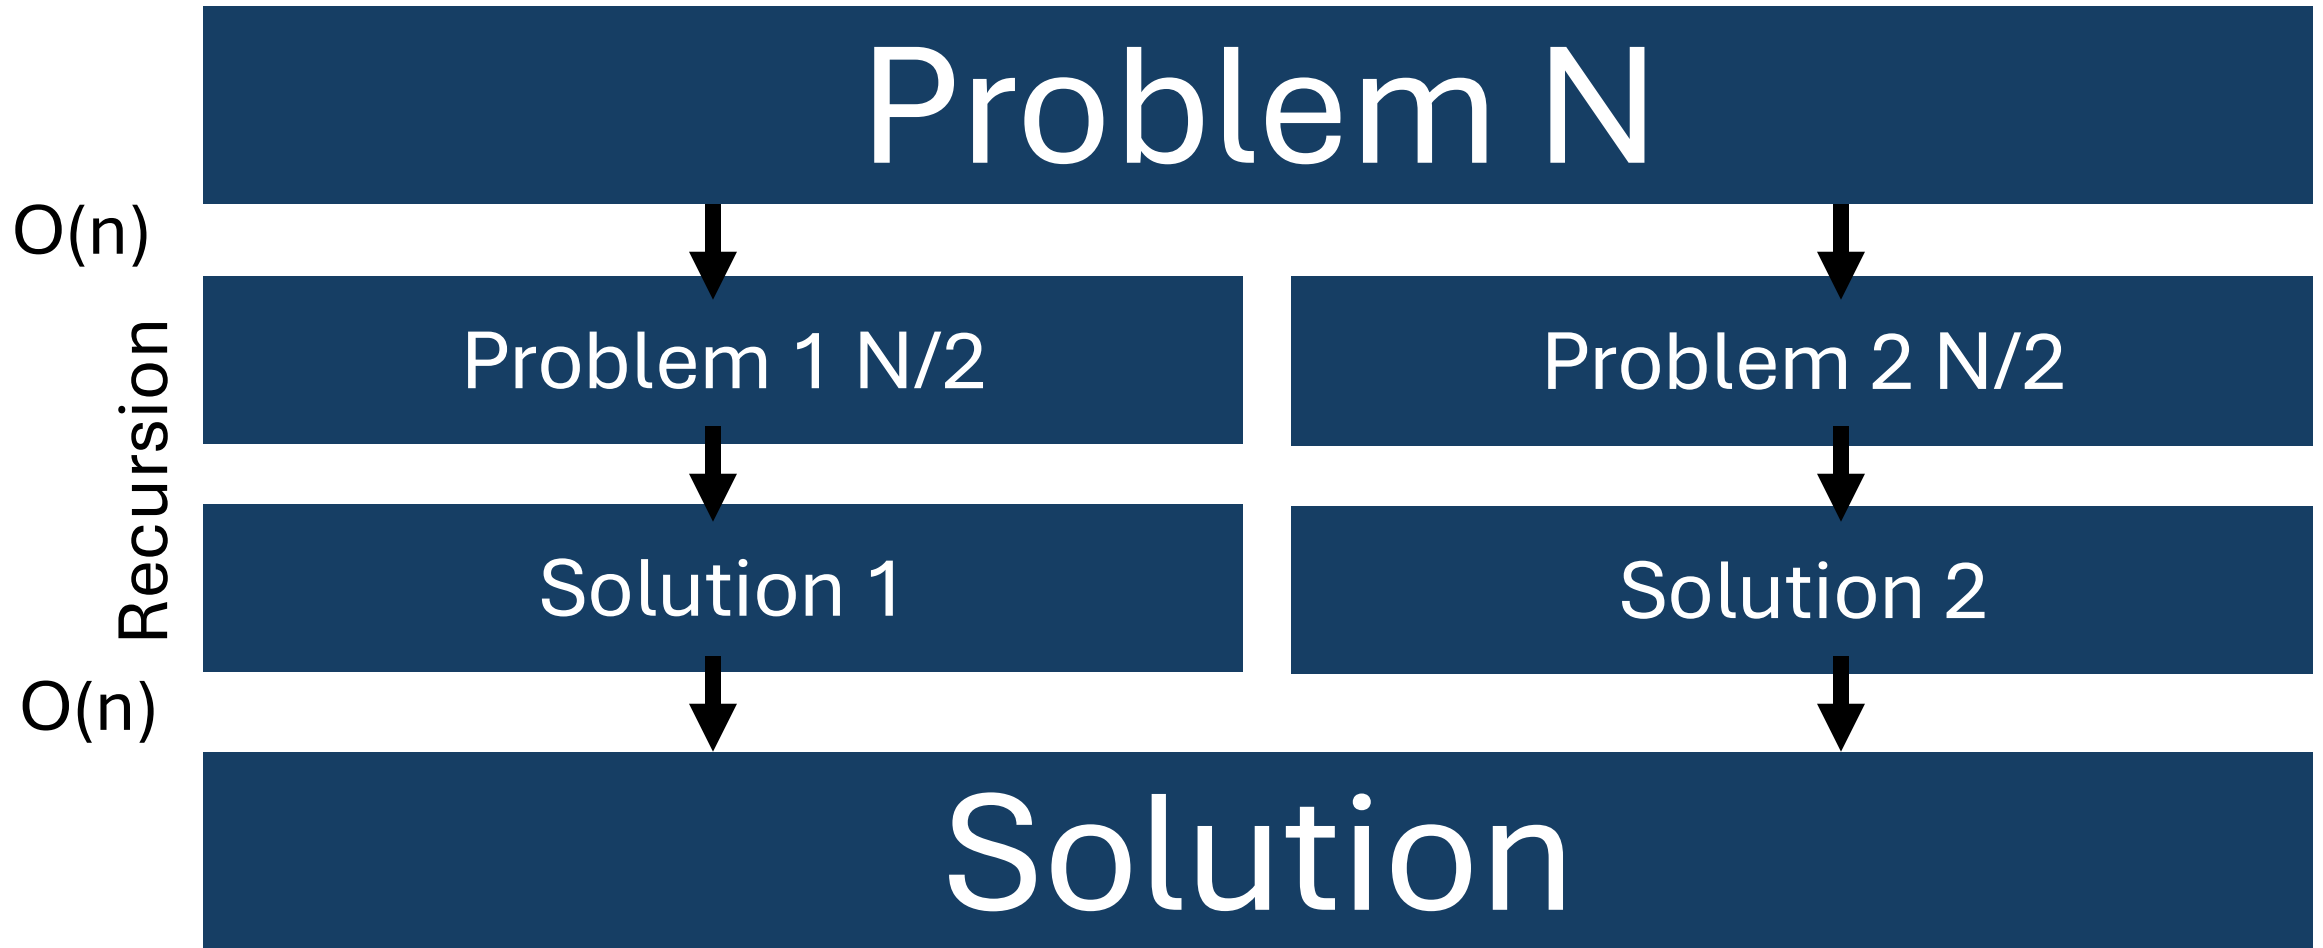 Problem N
O(n)
Recursion
Problem 1 N/2
Problem 2 N/2
Solution 1
Solution 2
O(n)
Solution